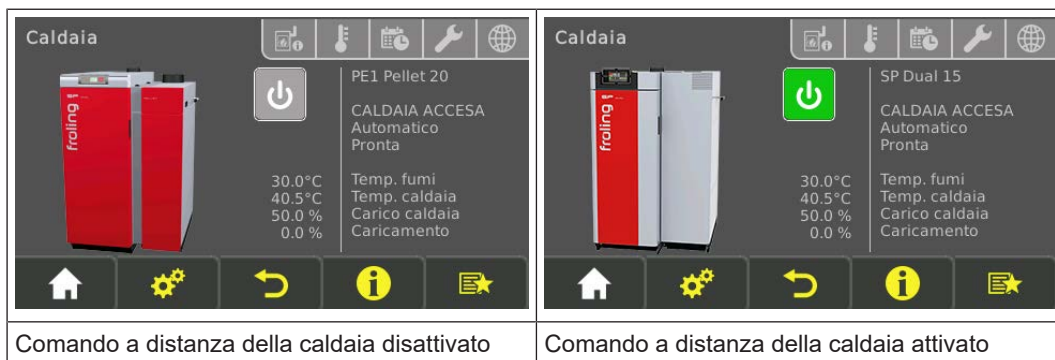 Caldaia
PE1 Pellet 20
CALDAIA ACCESA
Automatico
Pronta
30.0°C Temp. fumi
40.5°C Temp. caldaia
50.0 % Carico caldaia
0.0 % Caricamento
froling
Comando a distanza della caldaia disattivato
Caldaia
SP Dual 15
CALDAIA ACCESA
Automatico
Pronta
30.0°C Temp. fumi
40.5°C Temp. caldaia
50.0 % Carico caldaia
0.0 % Caricamento
froling
Comando a distanza della caldaia attivato